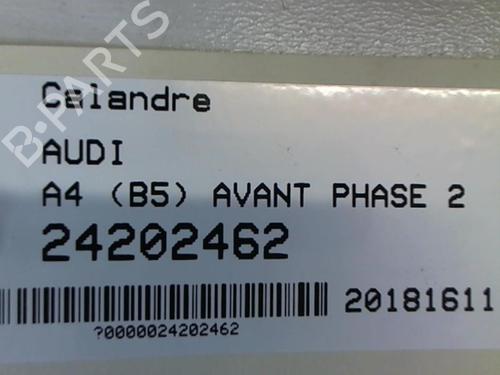 Calandre
AUDI
A4 (B5) AVANT PHASE 2
24202462
20181611
?0000024202462
B-PARTS